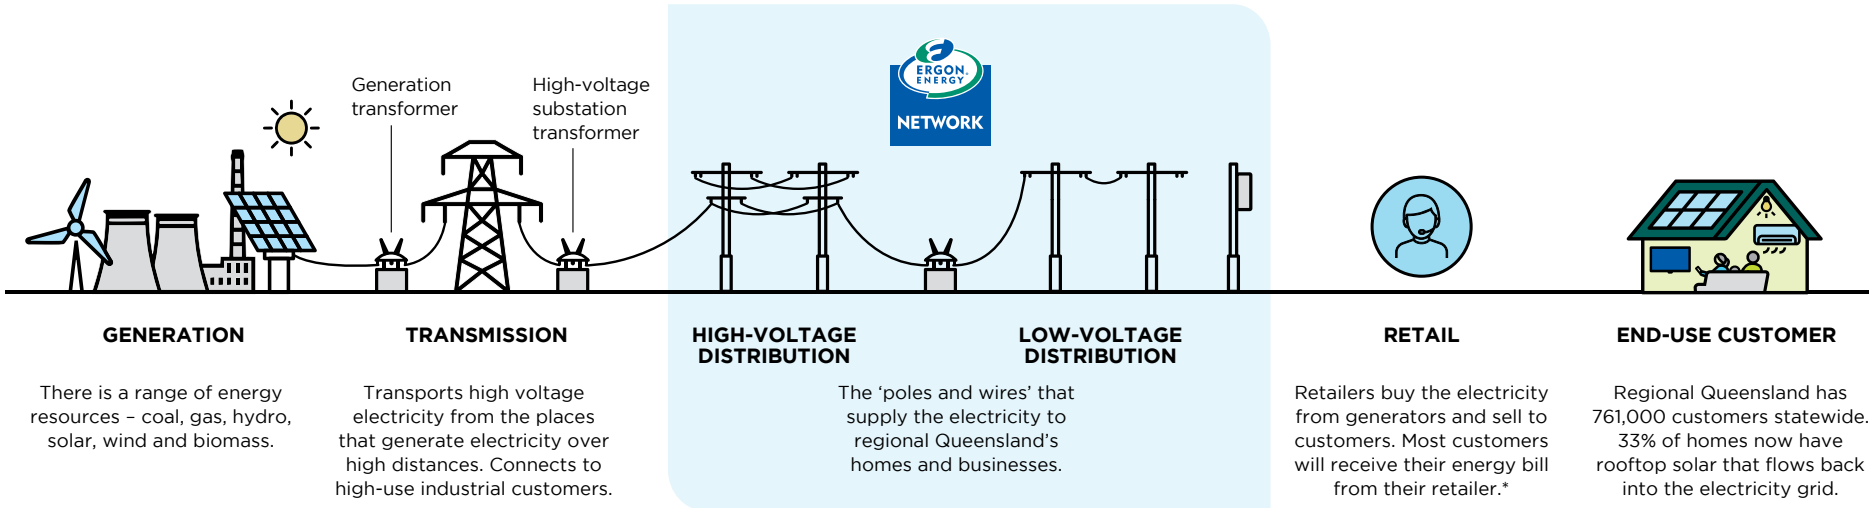 Generation
transformer
High-voltage
substation
transformer
ERGON.
ENERGY
NETWORK
GENERATION
There is a range of energy
resources – coal, gas, hydro,
solar, wind and biomass.
TRANSMISSION
Transports high voltage
electricity from the places
that generate electricity over
high distances. Connects to
high-use industrial customers.
HIGH-VOLTAGE
DISTRIBUTION
LOW-VOLTAGE
DISTRIBUTION
The ‘poles and wires’ that
supply the electricity to
regional Queensland’s
homes and businesses.
RETAIL
Retailers buy the electricity
from generators and sell to
customers. Most customers
will receive their energy bill
from their retailer.*
END-USE CUSTOMER
Regional Queensland has
761,000 customers statewide.
33% of homes now have
rooftop solar that flows back
into the electricity grid.